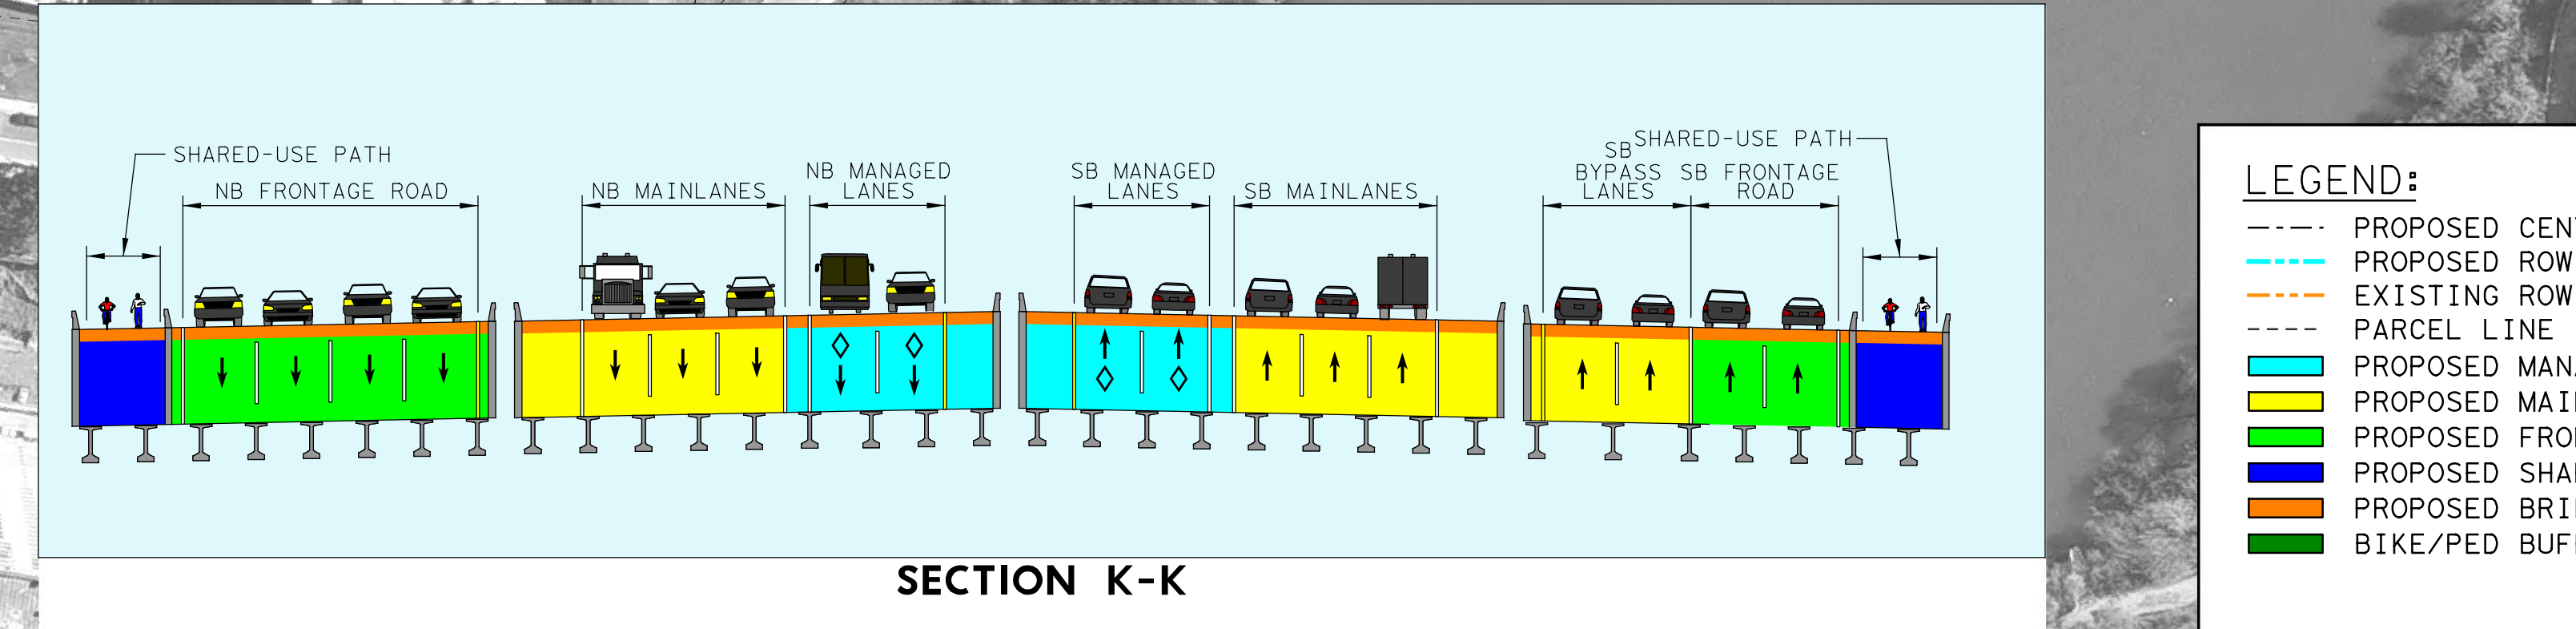 SHARED-USE PATH
NB FRONTAGE ROAD
NB MAINLANES
NB MANAGED
LANES
SB MANAGED
LANES
SB MAINLANES
SB
BYPASS
LANES
SB FRONTAGE
ROAD
SHARED-USE PATH
SECTION K-K
LEGEND:
PROPOSED CEN
PROPOSED ROW
EXISTING ROW
PARCEL LINE
PROPOSED MAN
PROPOSED MAI
PROPOSED FRO
PROPOSED SHA
PROPOSED BRI
BIKE/PED BUF